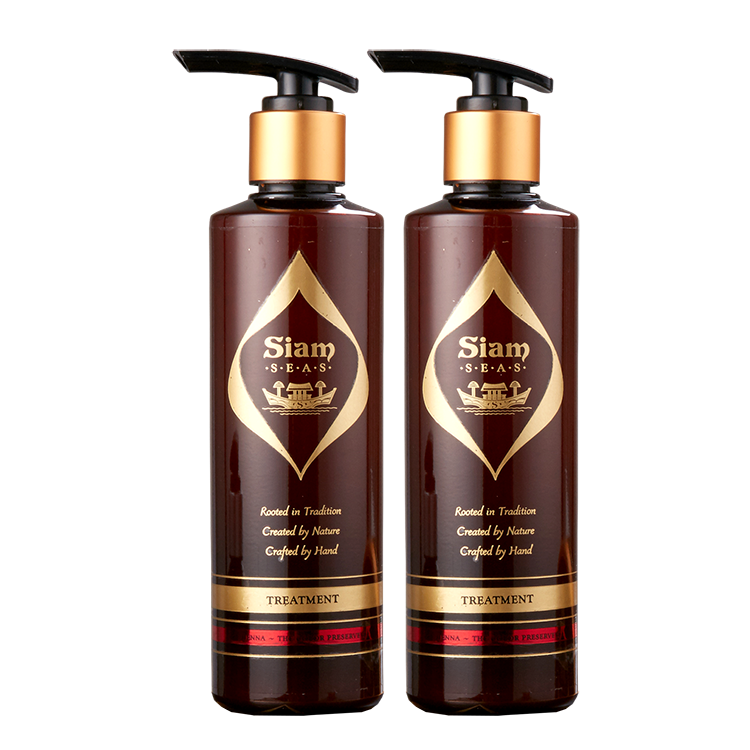 Siam
·S·E·A·S·
Rooted in Tradition
Created by Nature
Crafted by Hand
TREATMENT
Siam
·S·E·A·S·
Rooted in Tradition
Created by Nature
Crafted by Hand
TREATMENT